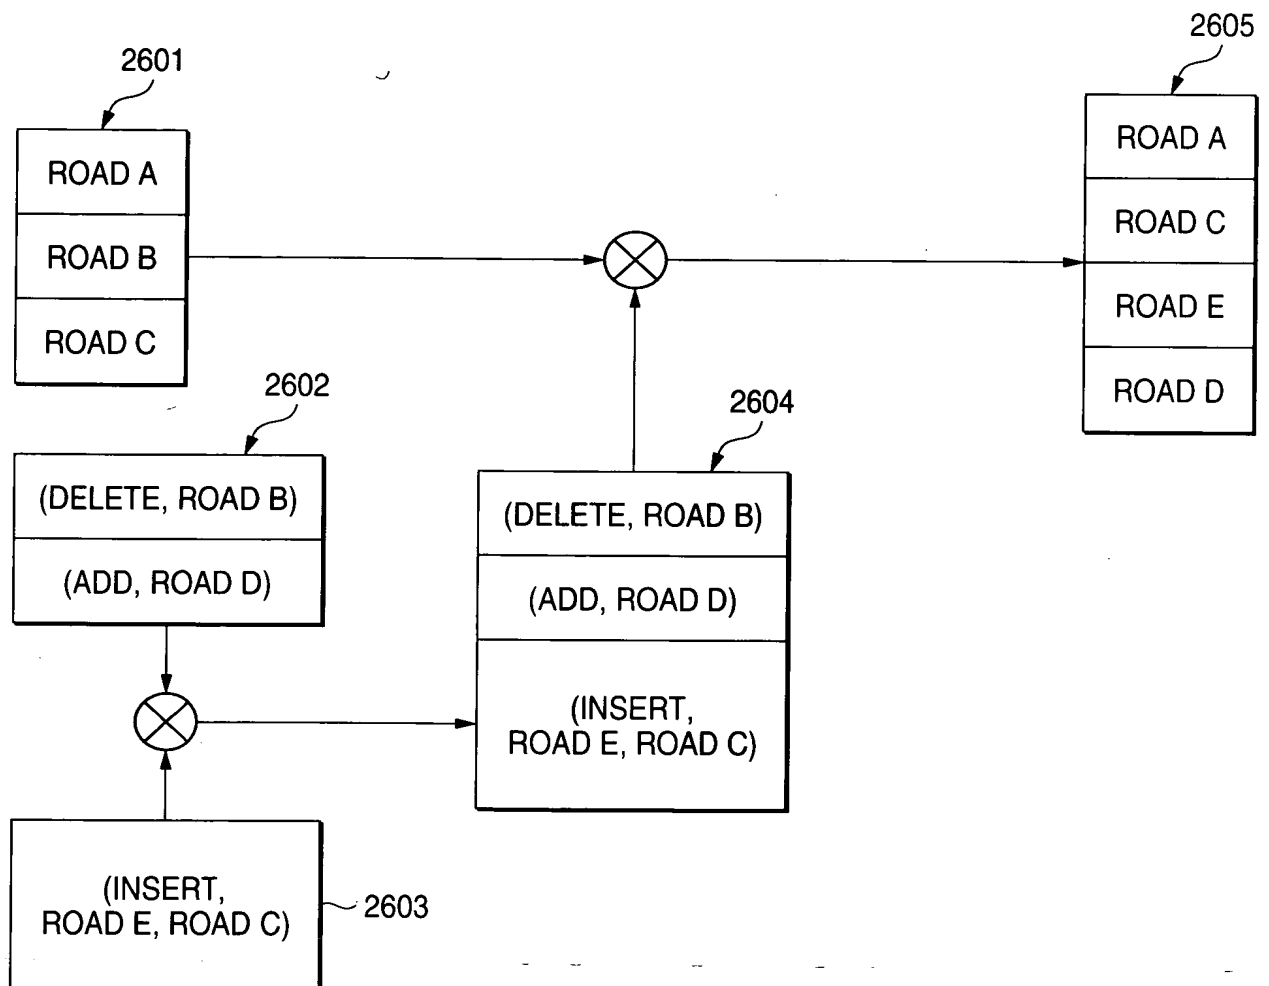 2605
2601
ROAD A
ROAD B
ROAD C
ROAD A
ROAD C
ROAD E
ROAD D
2602
(DELETE, ROAD B)
(ADD, ROAD D)
2604
(DELETE, ROAD B)
(ADD, ROAD D)
(INSERT,
ROAD E, ROAD C)
(INSERT,
ROAD E, ROAD C)
2603